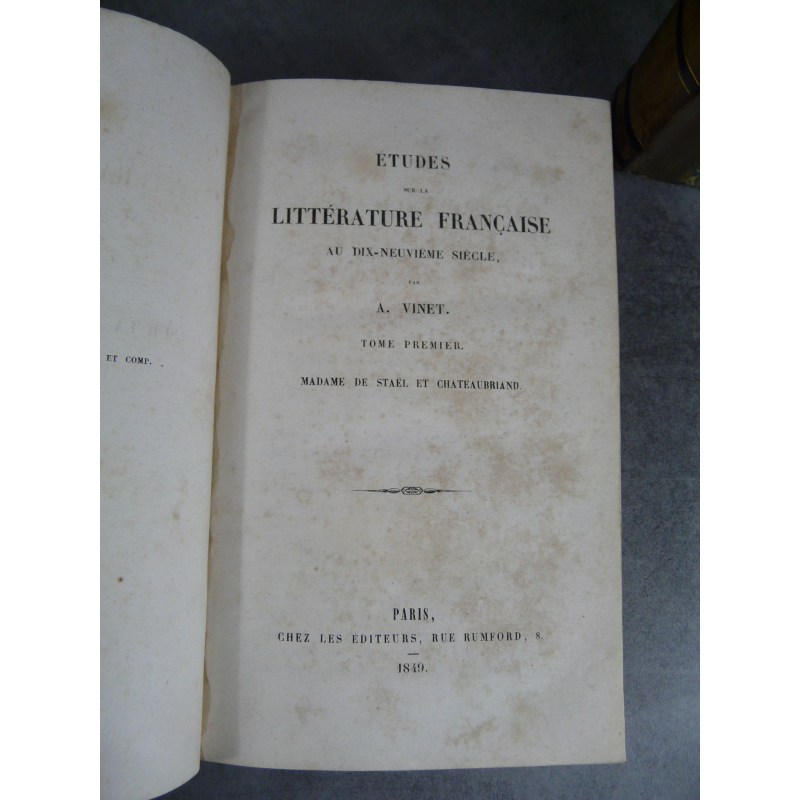 ET COMP.
ÉTUDES
SUR LA
LITTÉRATURE FRANÇAISE
AU DIX-NEUVIÈME SIÈCLE,
PAR
A. VINET.
TOME PREMIER.
MADAME DE STAËL ET CHATEAUBRIAND.
PARIS,
CHEZ LES ÉDITEURS, RUE RUMFORD, 8.
1849.